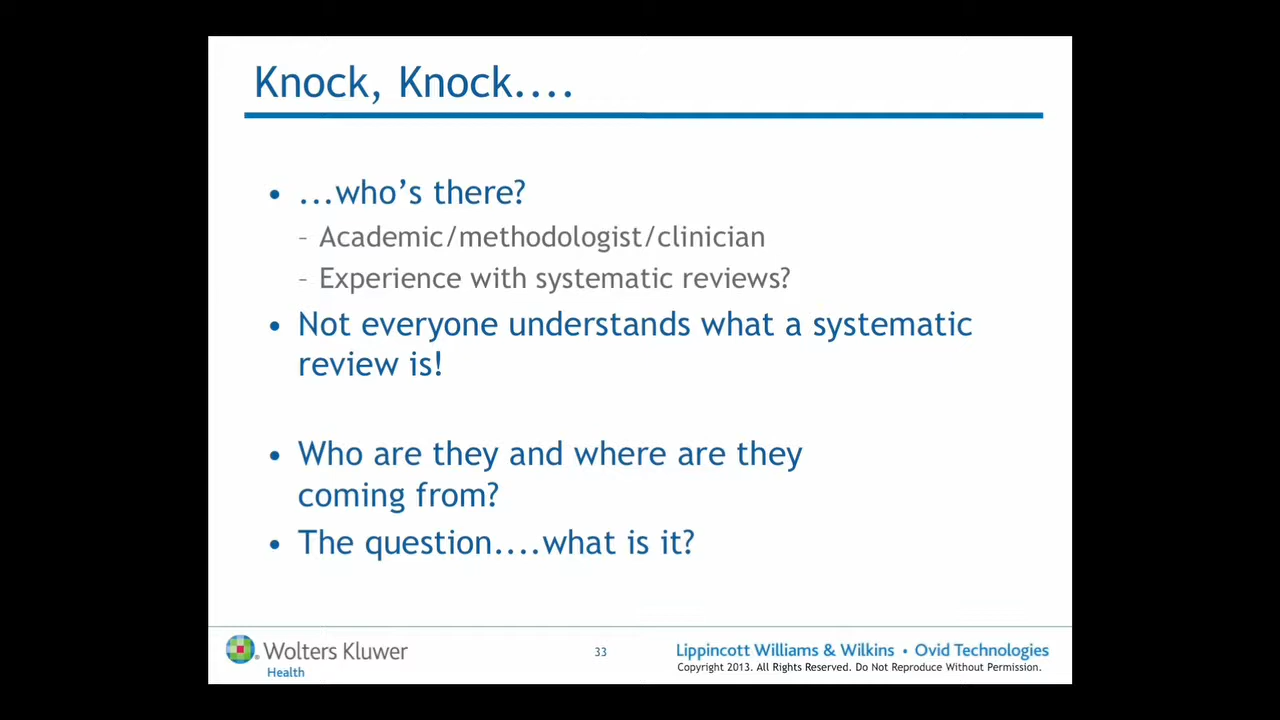 Knock, Knock....
• ...who's there?
– Academic/methodologist/clinician
– Experience with systematic reviews?
• Not everyone understands what a systematic
review is!
• Who are they and where are they
coming from?
• The question....what is it?
Wolters Kluwer
Health
33
Lippincott Williams & Wilkins • Ovid Technologies
Copyright 2013. All Rights Reserved. Do Not Reproduce Without Permission.